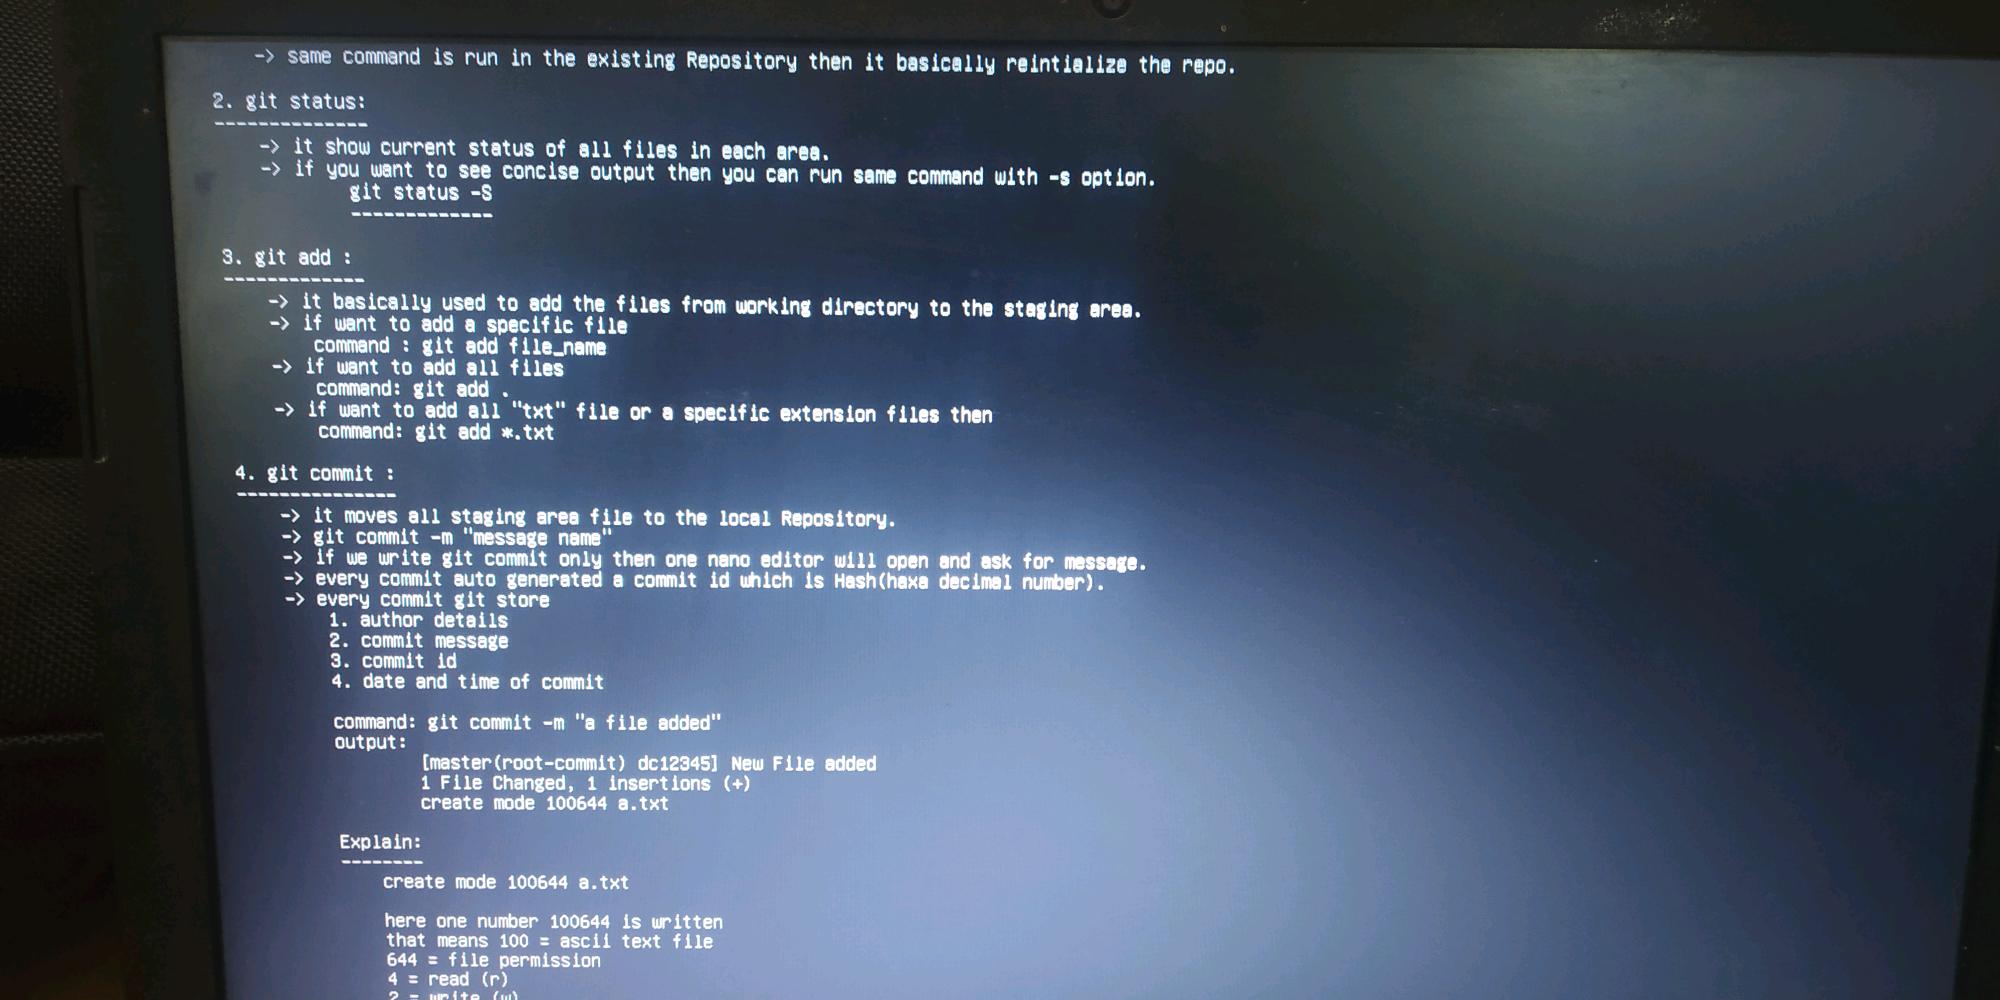 -> same command is run in the existing Repository then it basically reintialize the repo.
2. git status:
--------------
-> it show current status of all files in each area.
-> if you want to see concise output then you can run same command with -s option.
git status -S
-------------
3. git add :
-------------
-> it basically used to add the files from working directory to the staging area.
-> if want to add a specific file
command : git add file_name
-> if want to add all files
command: git add .
-> if want to add all "txt" file or a specific extension files then
command: git add *.txt
4. git commit :
---------------
-> it moves all staging area file to the local Repository.
-> git commit -m "message name"
-> if we write git commit only then one nano editor will open and ask for message.
-> every commit auto generated a commit id which is Hash(haxa decimal number).
-> every commit git store
1. author details
2. commit message
3. commit id
4. date and time of commit
command: git commit -m "a file added"
output:
[master(root-commit) dc12345] New File added
1 File Changed, 1 insertions (+)
create mode 100644 a.txt
Explain:
--------
create mode 100644 a.txt
here one number 100644 is written
that means 100 = ascii text file
644 = file permission
4 = read (r)
2 = write (w)